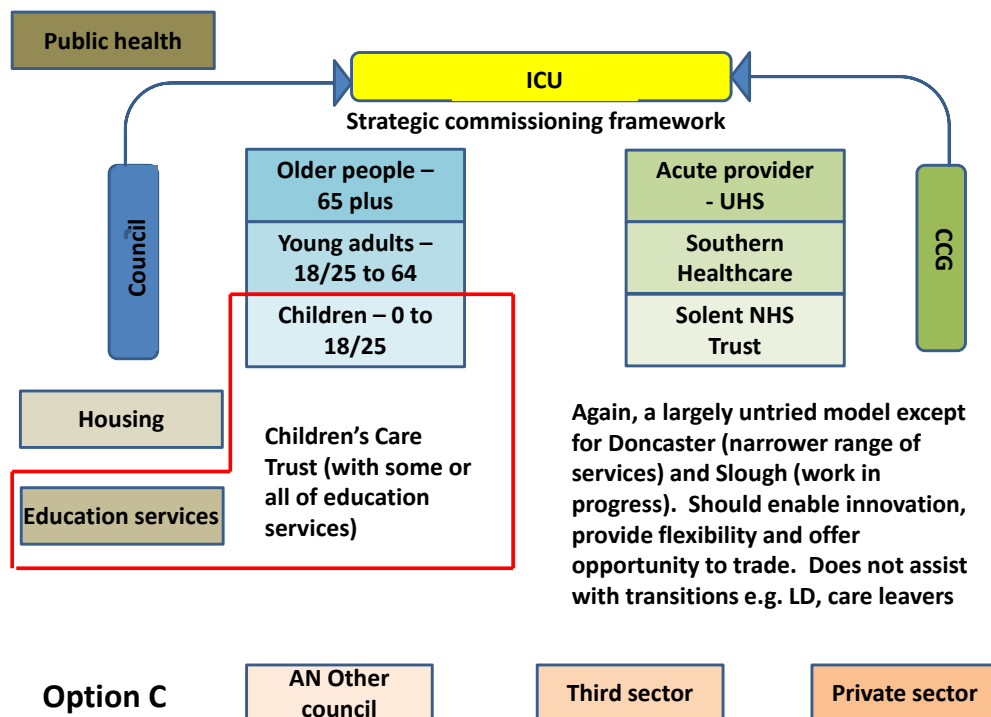 Public health
ICU
Strategic commissioning framework
Council
Older people –
65 plus
Young adults –
18/25 to 64
Children – 0 to
18/25
Acute provider
- UHS
Southern
Healthcare
Solent NHS
Trust
CCG
Housing
Education services
Children’s Care
Trust (with some or
all of education
services)
Again, a largely untried model except
for Doncaster (narrower range of
services) and Slough (work in
progress).  Should enable innovation,
provide flexibility and offer
opportunity to trade.  Does not assist
with transitions e.g. LD, care leavers
Option C
AN Other
council
Third sector
Private sector